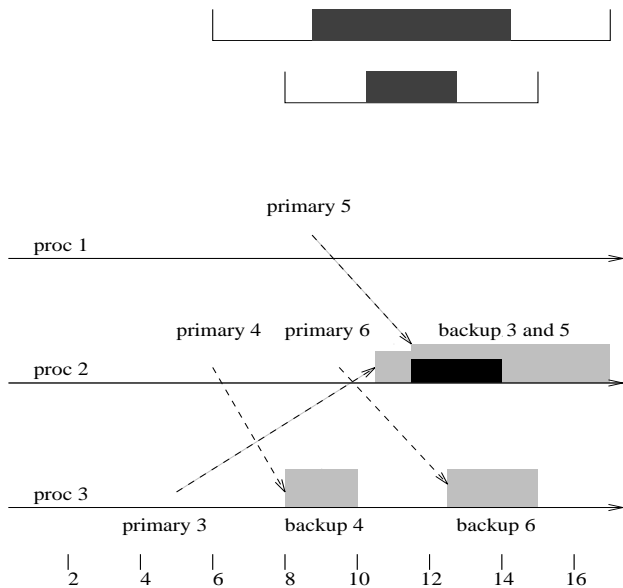 primary 5
proc 1
primary 4 primary 6 backup 3 and 5
proc 2
proc 3
primary 3 backup 4 backup 6
2 4 6 8 10 12 14 16